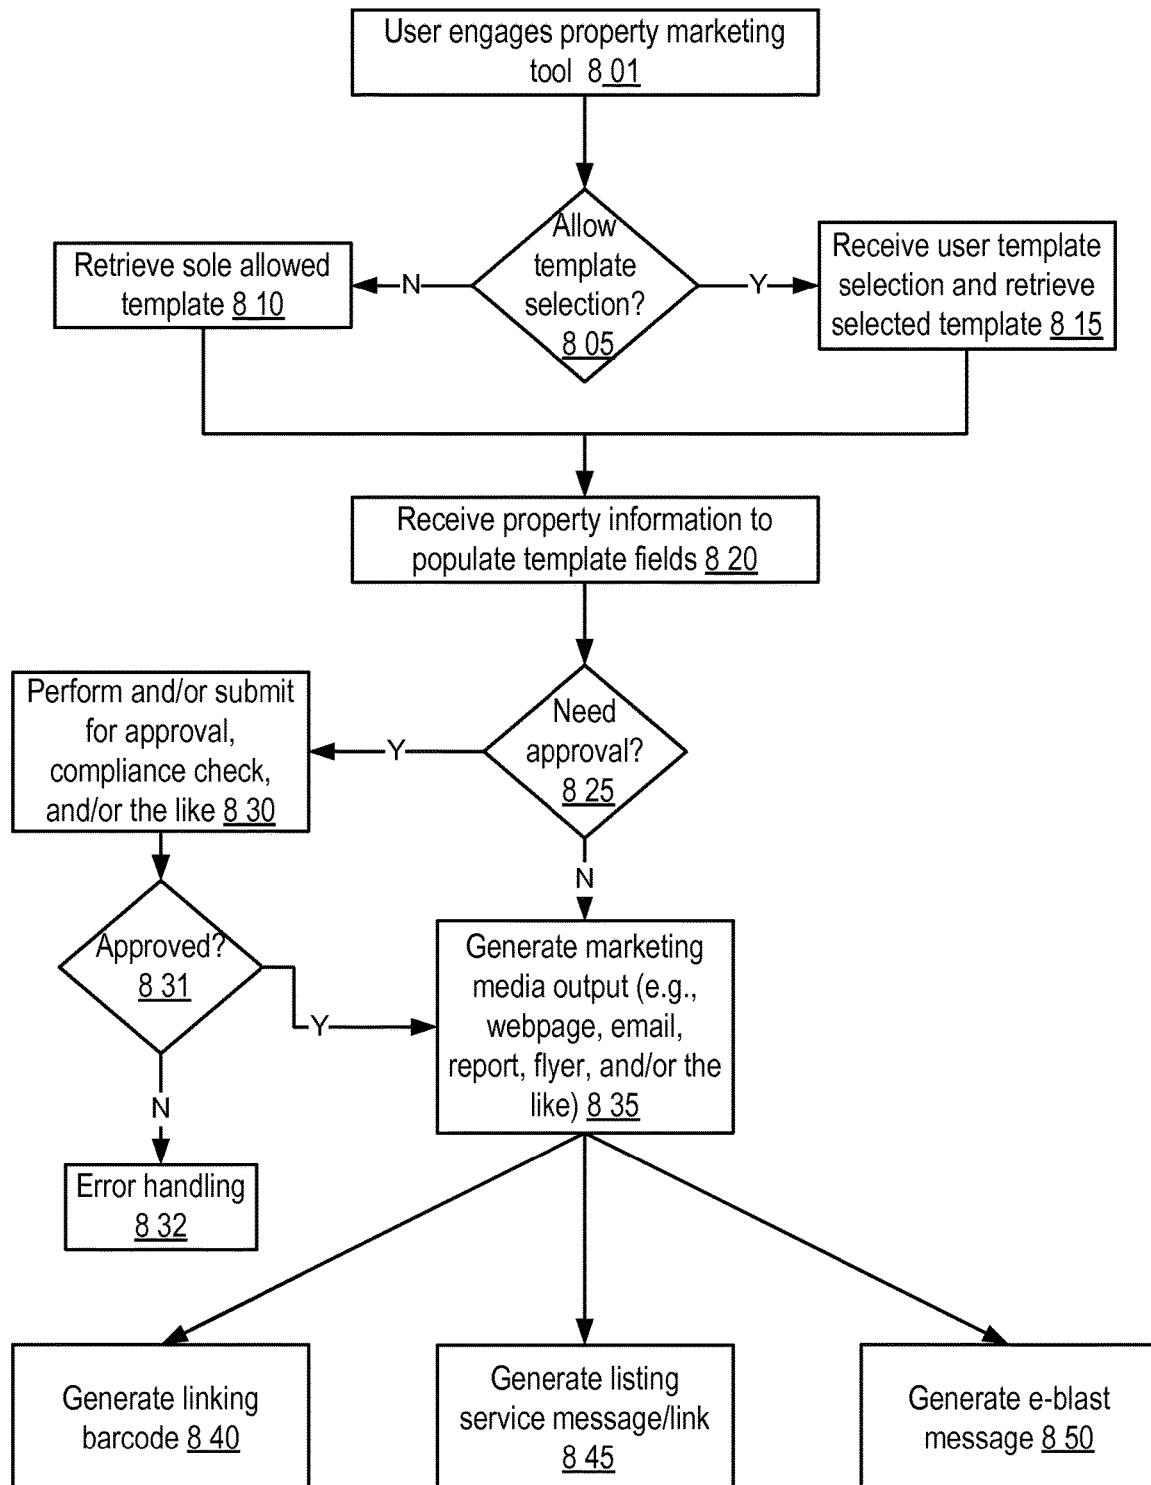 User engages property marketing
tool 8 01
Allow
template
selection?
8 05
N
Y
Retrieve sole allowed
template 8 10
Receive user template
selection and retrieve
selected template 8 15
Receive property information to
populate template fields 8 20
Need
approval?
8 25
Y
N
Perform and/or submit
for approval,
compliance check,
and/or the like 8 30
Approved?
8 31
Y
N
Error handling
8 32
Generate marketing
media output (e.g.,
webpage, email,
report, flyer, and/or the
like) 8 35
Generate linking
barcode 8 40
Generate listing
service message/link
8 45
Generate e-blast
message 8 50